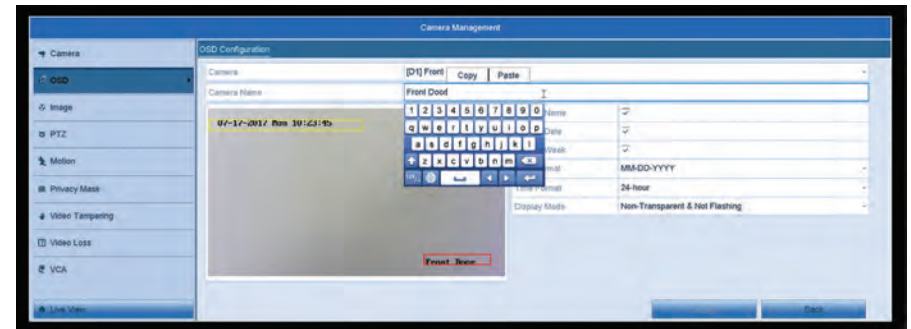 Camera Management
Camera
OSD
Image
PTZ
Motion
Privacy Mask
Video Tampering
Video Loss
VCA
Live View
OSD Configuration
Camera [D1] Front
Copy Paste
Camera Name Front Dood
1 2 3 4 5 6 7 8 9 0
q w e r t y u i o p
a s d f g h j k l
z x c v b n m
07-17-2017 Mon 10:23:45
Front Door
Name
Date
Week
MM-DD-YYYY
Time Format 24-hour
Display Mode Non-Transparent & Not Flashing
Back